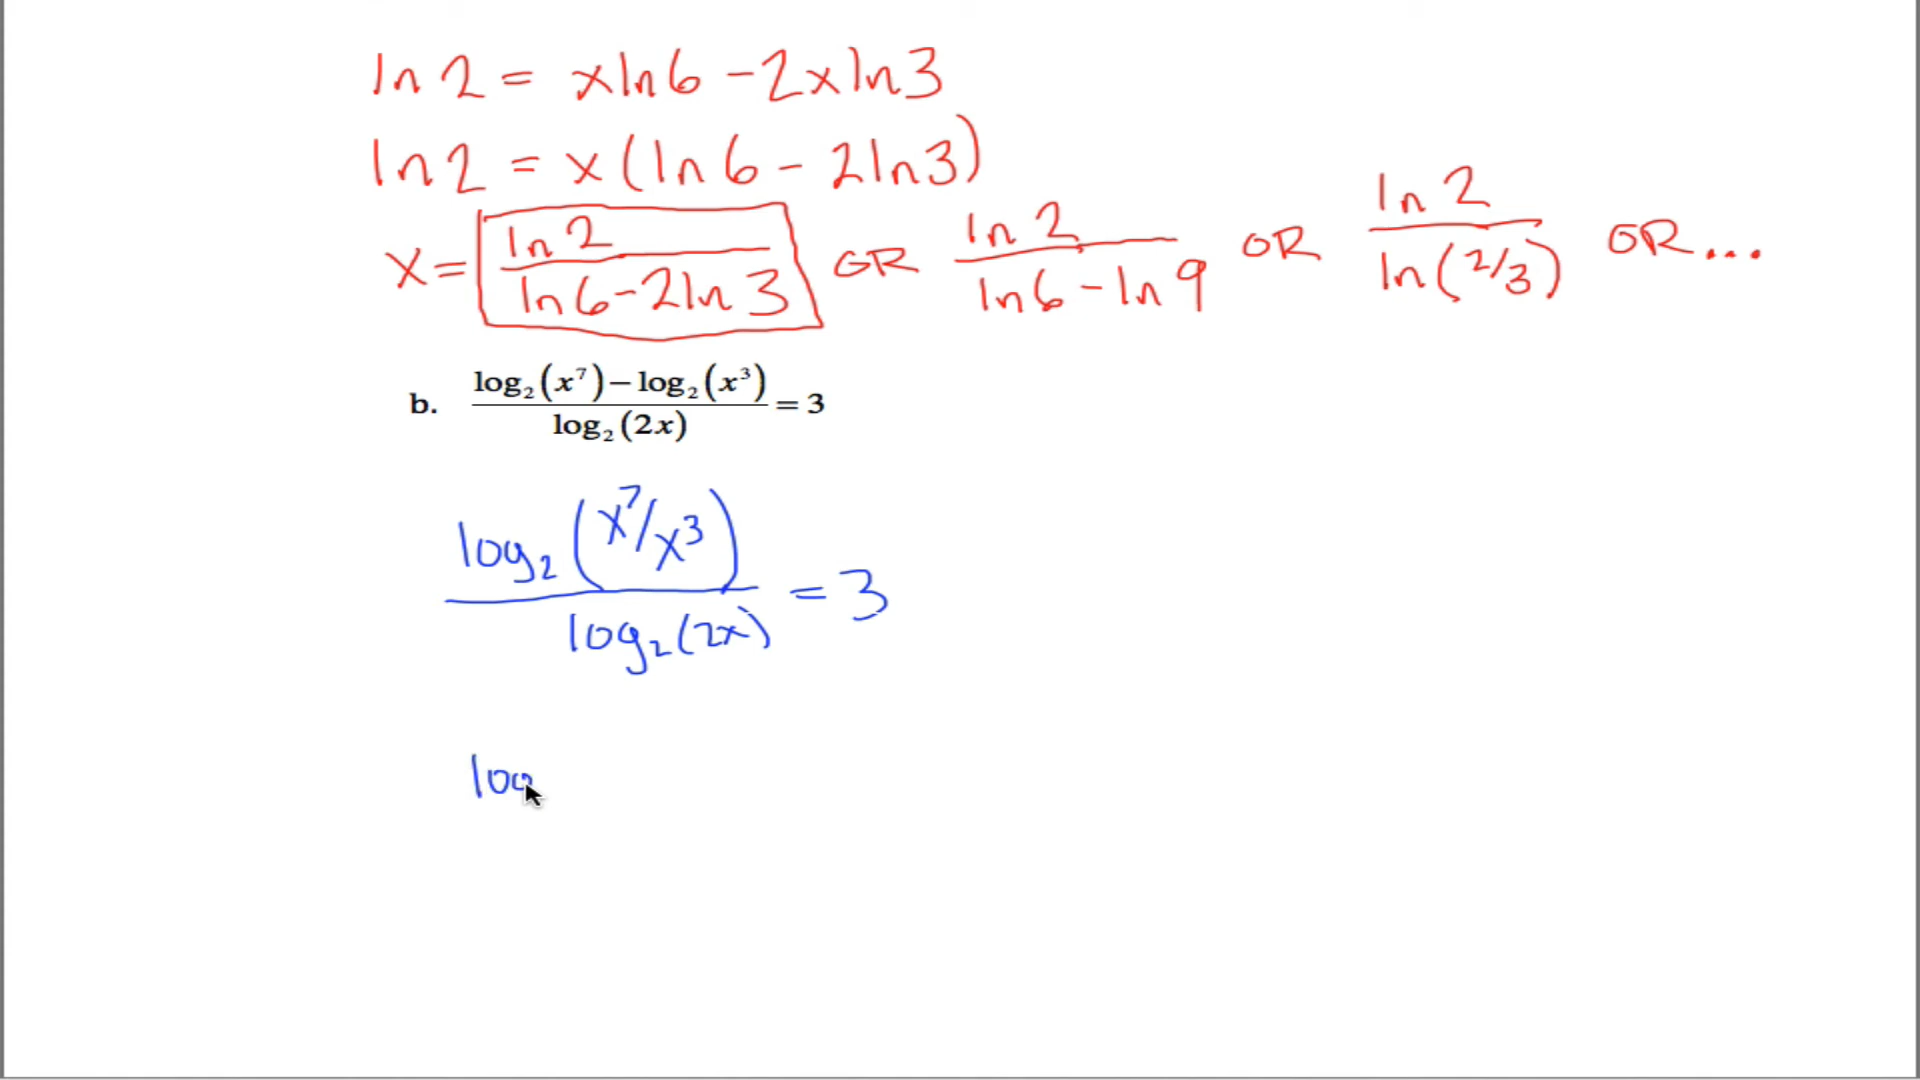 ln 2 = x ln 6 - 2x ln 3
ln 2 = x (ln 6 - 2 ln 3)
x = ln 2 / (ln 6 - 2 ln 3) OR ln 2 / (ln 6 - ln 9) OR ln 2 / ln (2/3) OR ...
b. (log₂(x⁷) – log₂(x³)) / log₂(2x) = 3
log₂ (x⁷/x³) / log₂ (2x) = 3
log